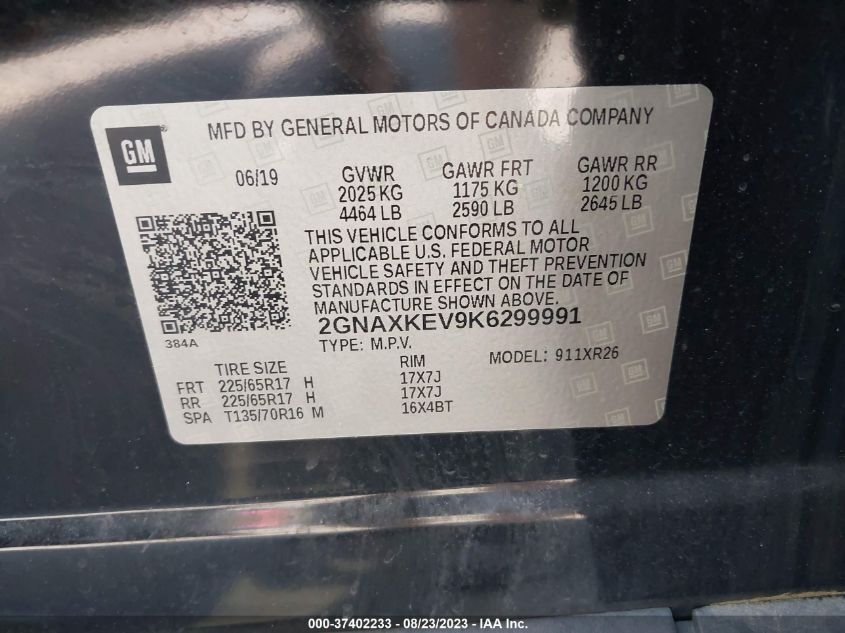 GM
MFD BY GENERAL MOTORS OF CANADA COMPANY
06/19
GVWR GAWR FRT GAWR RR
2025 KG 1175 KG 1200 KG
4464 LB 2590 LB 2645 LB
THIS VEHICLE CONFORMS TO ALL
APPLICABLE U.S. FEDERAL MOTOR
VEHICLE SAFETY AND THEFT PREVENTION
STANDARDS IN EFFECT ON THE DATE OF
MANUFACTURE SHOWN ABOVE.
2GNAXKEV9K6299991
384A
TYPE: M.P.V. MODEL: 911XR26
TIRE SIZE RIM
FRT 225/65R17 H 17X7J
RR 225/65R17 H 17X7J
SPA T135/70R16 M 16X4BT
000-37402233 - 08/23/2023 - IAA Inc.